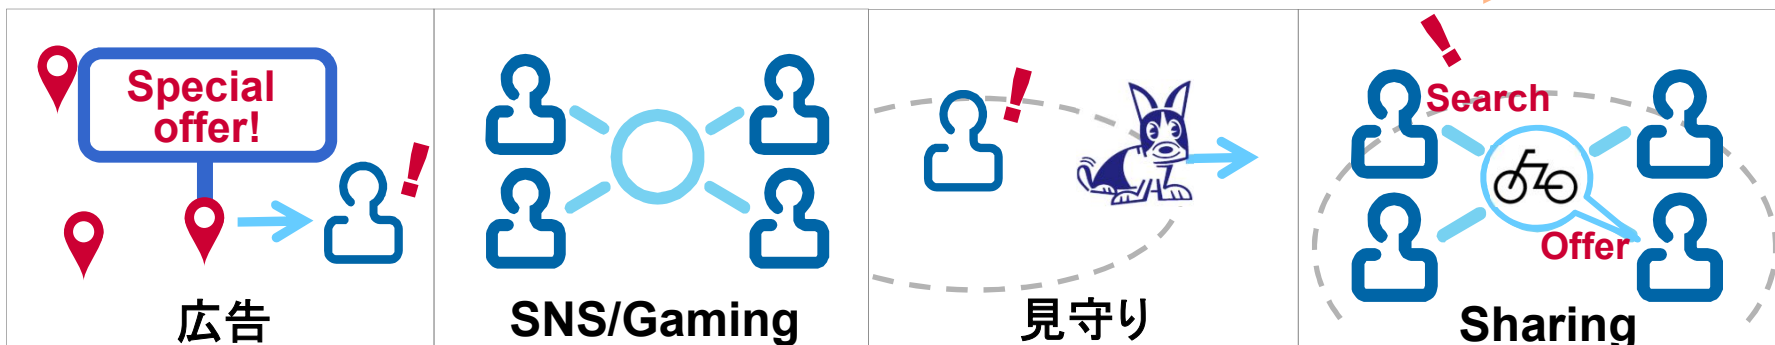 Special
offer!
!
広告
SNS/Gaming
!
見守り
!
Search
Offer
Sharing